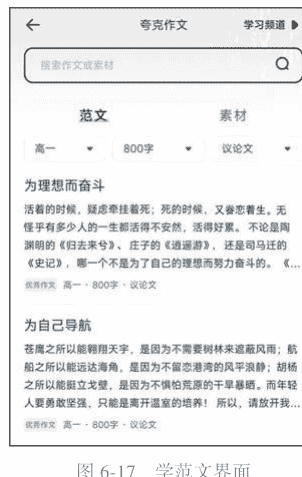 夸克作文
学习频道
搜索作文或素材
范文 素材
高一 800字 议论文
为理想而奋斗
活着的时候，疑虑牵挂着死；死的时候，又眷恋着生。无
怪乎有多少人的一生都活得不安然，活得好累。 不论是陶
渊明的《归去来兮》、庄子的《逍遥游》，还是司马迁的
《史记》，哪一个不是为了自己的理想而努力奋斗的。《...
优秀作文 高一 · 800字 · 议论文
为自己导航
苍鹰之所以能翱翔天宇，是因为不需要树林来遮蔽风雨；航
船之所以能远达海角，是因为不留恋港湾的风平浪静；胡杨
之所以能挺立戈壁，是因为不惧怕荒原的干旱暴晒。而年轻
人要勇敢坚强，只能是离开温室的培养！ 所以，请放开我...
优秀作文 高一 · 800字 · 议论文
图 6-17 学范文界面